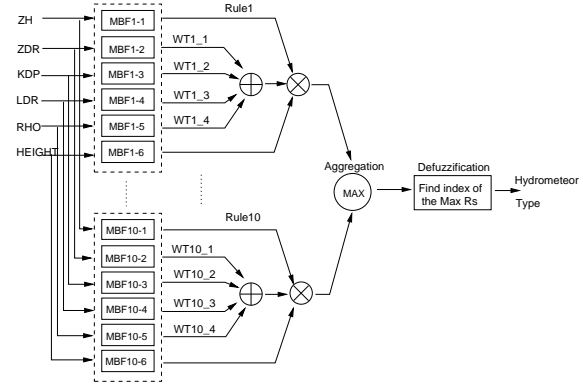 ZH
ZDR
KDP
LDR
RHO
HEIGHT
MBF1-1
MBF1-2
MBF1-3
MBF1-4
MBF1-5
MBF1-6
Rule1
WT1_1
WT1_2
WT1_3
WT1_4
MBF10-1
MBF10-2
MBF10-3
MBF10-4
MBF10-5
MBF10-6
Rule10
WT10_1
WT10_2
WT10_3
WT10_4
Aggregation
MAX
Defuzzification
Find index of
the Max Rs
Hydrometeor
Type